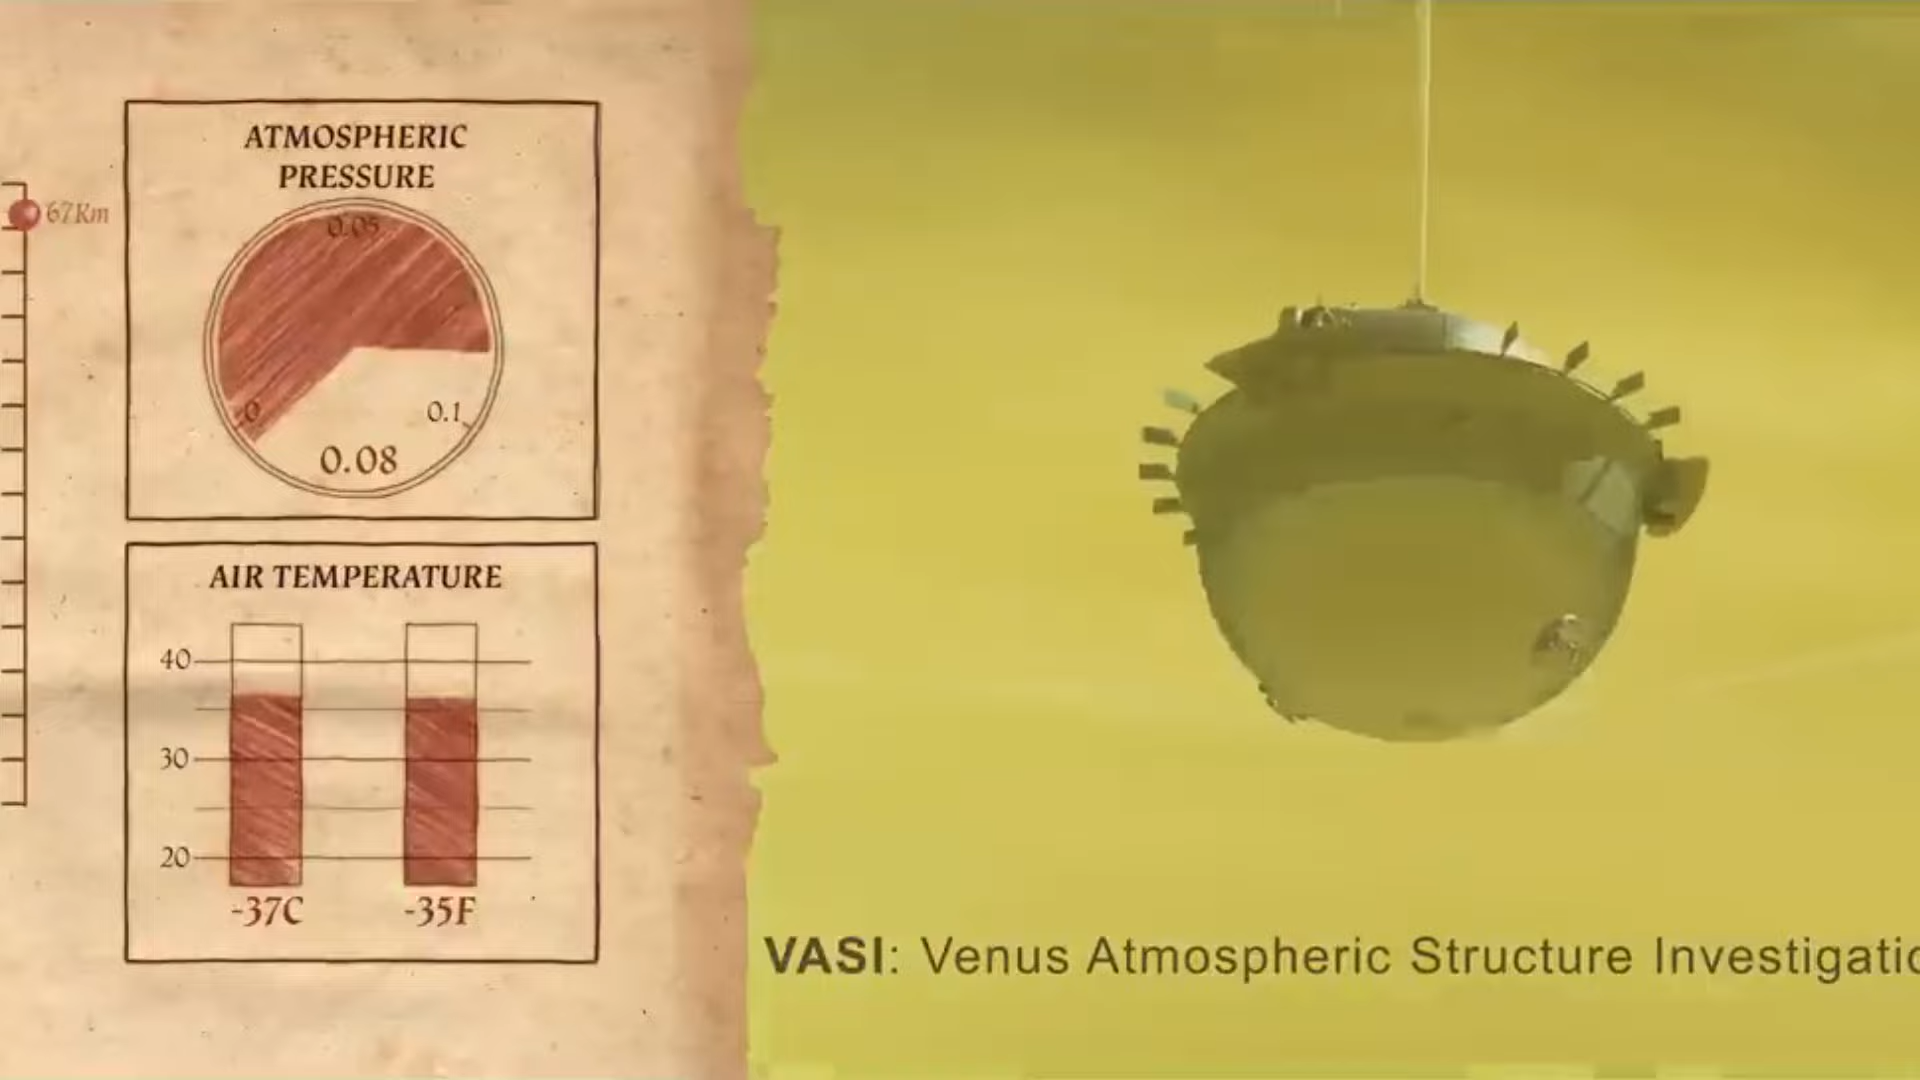 67Km
ATMOSPHERIC
PRESSURE
0.05
0
0.1
0.08
AIR TEMPERATURE
40
30
20
-37C
-35F
VASI: Venus Atmospheric Structure Investigatio